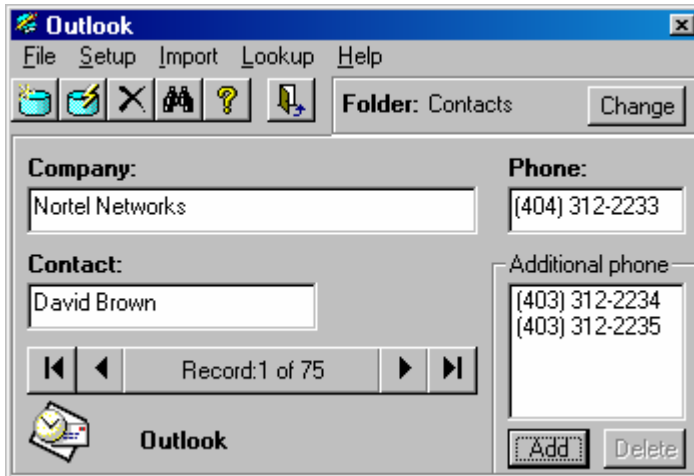 Outlook
File Setup Import Lookup Help
Folder: Contacts Change
Company: Phone:
Nortel Networks (404) 312-2233
Contact: Additional phone
David Brown (403) 312-2234
(403) 312-2235
Record:1 of 75
Outlook Add Delete